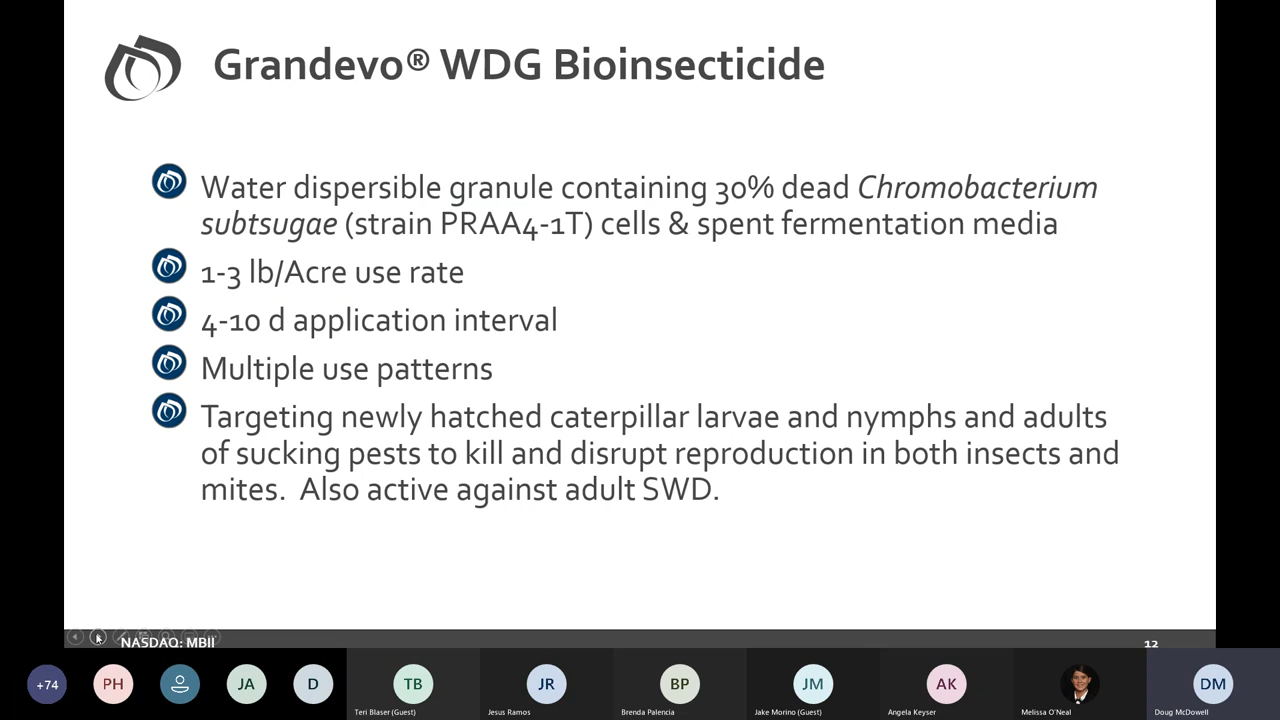 Grandevo® WDG Bioinsecticide
Water dispersible granule containing 30% dead Chromobacterium
subtsugae (strain PRAA4-1T) cells & spent fermentation media
1-3 lb/Acre use rate
4-10 d application interval
Multiple use patterns
Targeting newly hatched caterpillar larvae and nymphs and adults
of sucking pests to kill and disrupt reproduction in both insects and
mites.  Also active against adult SWD.
NASDAQ: MBII
12
+74
PH
JA
D
TB
JR
BP
JM
AK
DM
Teri Blaser (Guest)
Jesus Ramos
Brenda Palencia
Jake Morino (Guest)
Angela Keyser
Melissa O'Neal
Doug McDowell